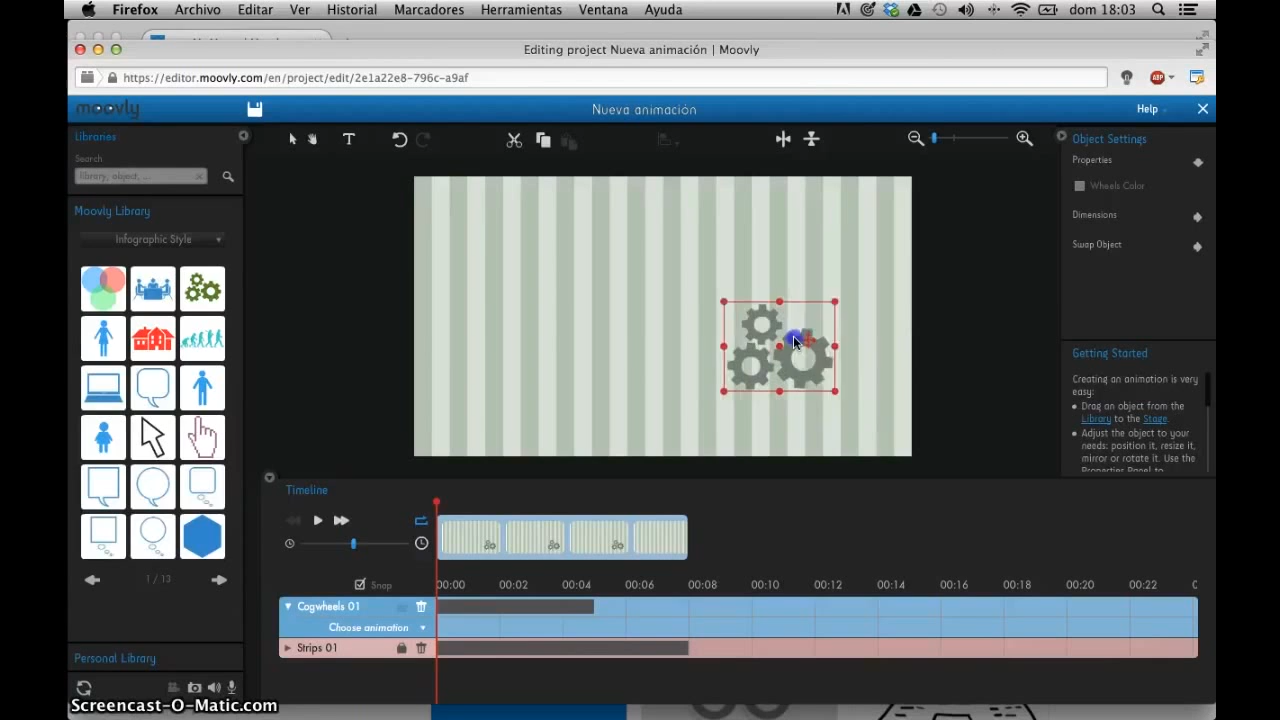 Firefox Archivo Editar Ver Historial Marcadores Herramientas Ventana Ayuda dom 18:03
Editing project Nueva animación | Moovly
https://editor.moovly.com/en/project/edit/2e1a22e8-796c-a9af
ABP
moovly Nueva animación Help
Libraries
Search
library, object, ...
Moovly Library
Infographic Style
1 / 13
Personal Library
T
Object Settings
Properties
Wheels Color
Dimensions
Swap Object
Getting Started
Creating an animation is very
easy:
Drag an object from the
Library to the Stage.
Adjust the object to your
needs: position it, resize it,
mirror or rotate it. Use the
Properties Panel to
Timeline
Snap 00:00 00:02 00:04 00:06 00:08 00:10 00:12 00:14 00:16 00:18 00:20 00:22
Cogwheels 01
Choose animation
Strips 01
Screencast-O-Matic.com